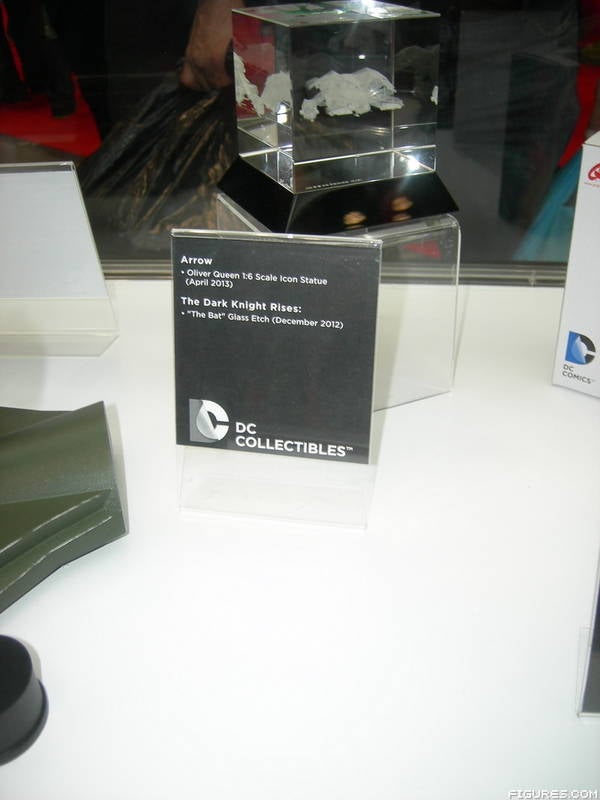 Arrow
• Oliver Queen 1:6 Scale Icon Statue
(April 2013)
The Dark Knight Rises:
• "The Bat" Glass Etch (December 2012)
DC
COLLECTIBLES™
DC
COMICS™
FIGURES.COM